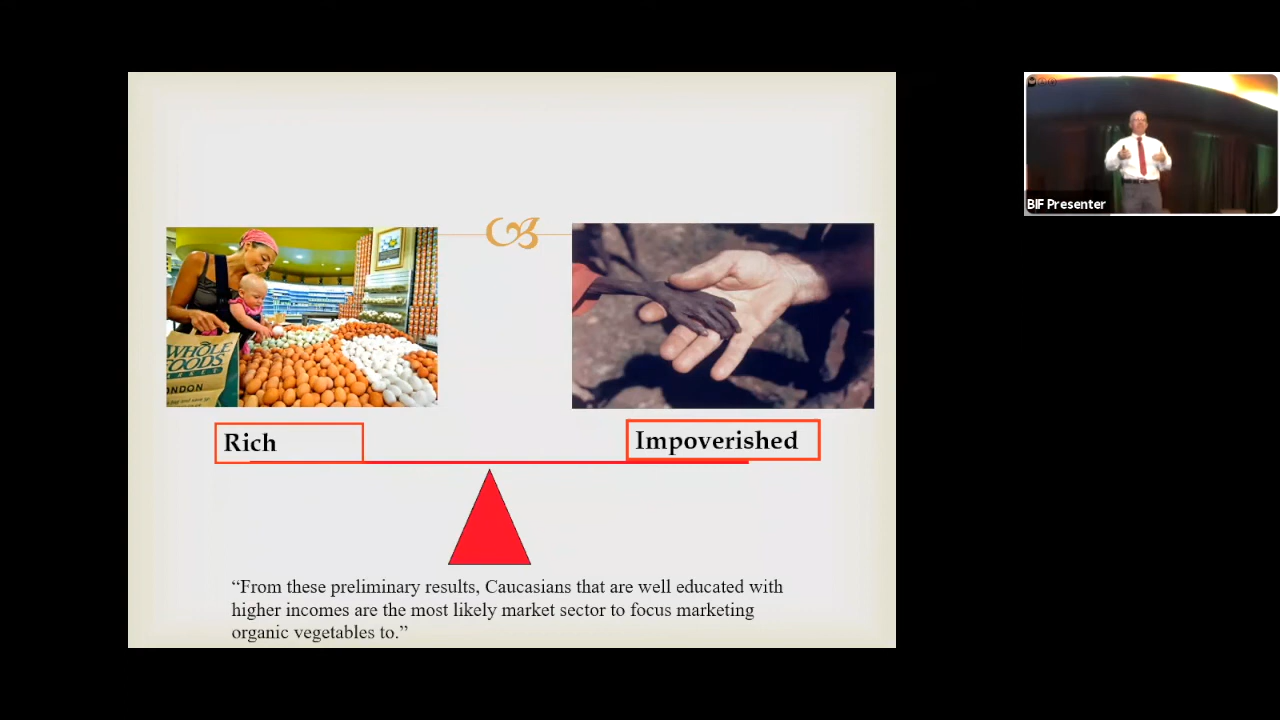 WHOLE
FOODS
MARKET
LONDON
Rich
Impoverished
“From these preliminary results, Caucasians that are well educated with
higher incomes are the most likely market sector to focus marketing
organic vegetables to.”
BIF Presenter